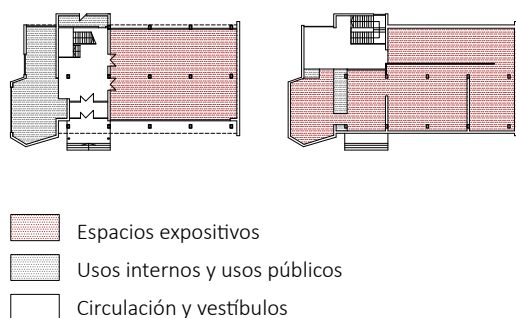 Espacios expositivos
Usos internos y usos públicos
Circulación y vestíbulos